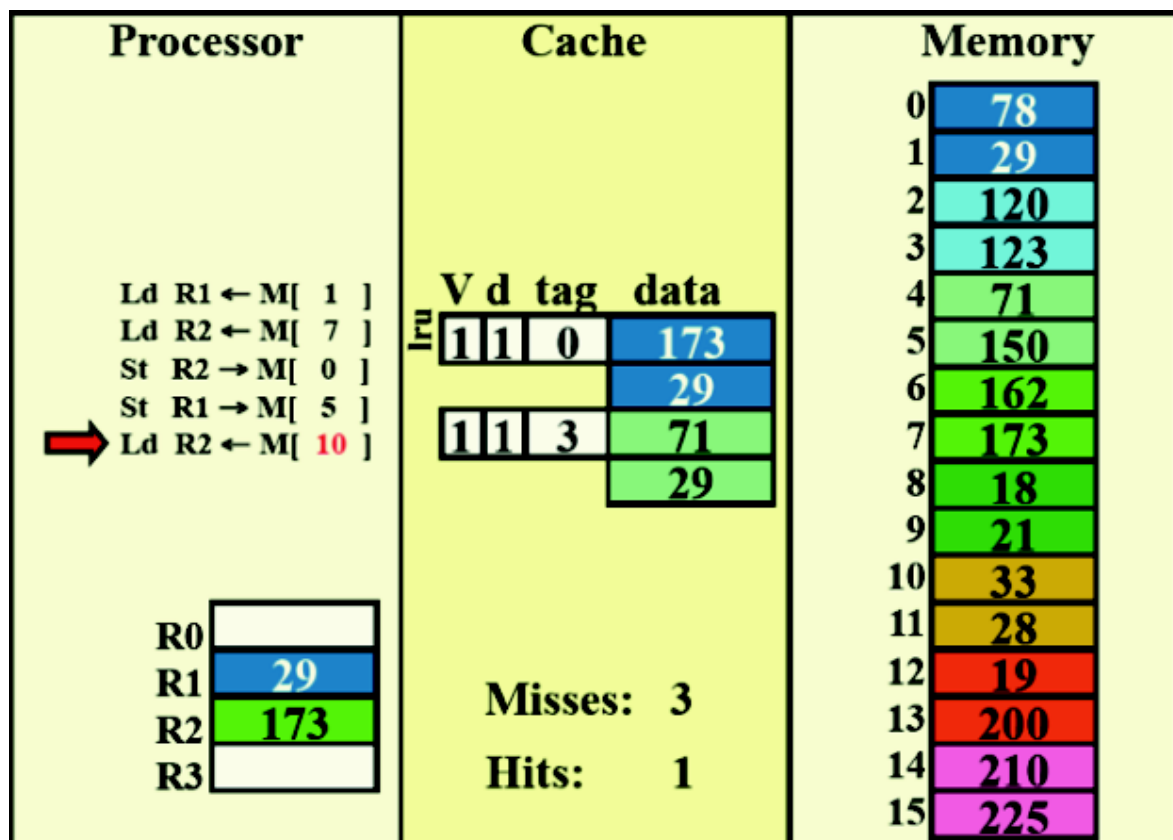 Processor
Cache
Memory
Ld R1 ← M[ 1 ]
Ld R2 ← M[ 7 ]
St R2 → M[ 0 ]
St R1 → M[ 5 ]
Ld R2 ← M[ 10 ]
R0
R1 29
R2 173
R3
V d tag data
lru
1 1 0 173
29
1 1 3 71
29
Misses: 3
Hits: 1
0 78
1 29
2 120
3 123
4 71
5 150
6 162
7 173
8 18
9 21
10 33
11 28
12 19
13 200
14 210
15 225